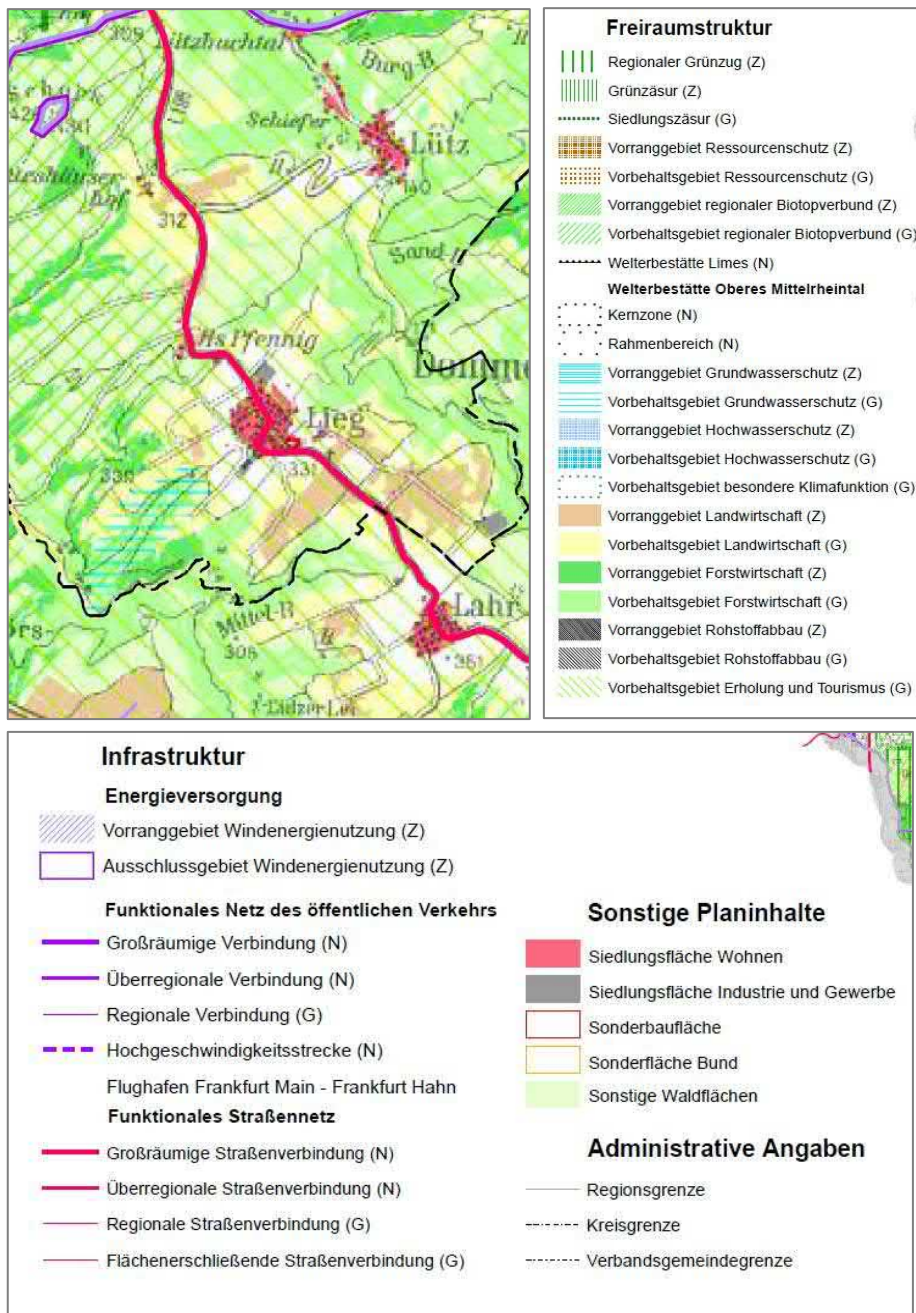 309
Lützbachtal
Burg-B
L108
Schiefer
Lütz
140
312
Sand
Hs Pfennig
Lieg
339
Lahr
Mittel-B
308
B
381
Freiraumstruktur
Regionaler Grünzug (Z)
Grünzäsur (Z)
Siedlungszäsur (G)
Vorranggebiet Ressourcenschutz (Z)
Vorbehaltsgebiet Ressourcenschutz (G)
Vorranggebiet regionaler Biotopverbund (Z)
Vorbehaltsgebiet regionaler Biotopverbund (G)
Welterbestätte Limes (N)
Welterbestätte Oberes Mittelrheintal
Kernzone (N)
Rahmenbereich (N)
Vorranggebiet Grundwasserschutz (Z)
Vorbehaltsgebiet Grundwasserschutz (G)
Vorranggebiet Hochwasserschutz (Z)
Vorbehaltsgebiet Hochwasserschutz (G)
Vorbehaltsgebiet besondere Klimafunktion (G)
Vorranggebiet Landwirtschaft (Z)
Vorbehaltsgebiet Landwirtschaft (G)
Vorranggebiet Forstwirtschaft (Z)
Vorbehaltsgebiet Forstwirtschaft (G)
Vorranggebiet Rohstoffabbau (Z)
Vorbehaltsgebiet Rohstoffabbau (G)
Vorbehaltsgebiet Erholung und Tourismus (G)
Infrastruktur
Energieversorgung
Vorranggebiet Windenergienutzung (Z)
Ausschlussgebiet Windenergienutzung (Z)
Funktionales Netz des öffentlichen Verkehrs
Großräumige Verbindung (N)
Überregionale Verbindung (N)
Regionale Verbindung (G)
Hochgeschwindigkeitsstrecke (N)
Flughafen Frankfurt Main - Frankfurt Hahn
Funktionales Straßennetz
Großräumige Straßenverbindung (N)
Überregionale Straßenverbindung (N)
Regionale Straßenverbindung (G)
Flächenerschließende Straßenverbindung (G)
Sonstige Planinhalte
Siedlungsfläche Wohnen
Siedlungsfläche Industrie und Gewerbe
Sonderbaufläche
Sonderfläche Bund
Sonstige Waldflächen
Administrative Angaben
Regionsgrenze
Kreisgrenze
Verbandsgemeindegrenze